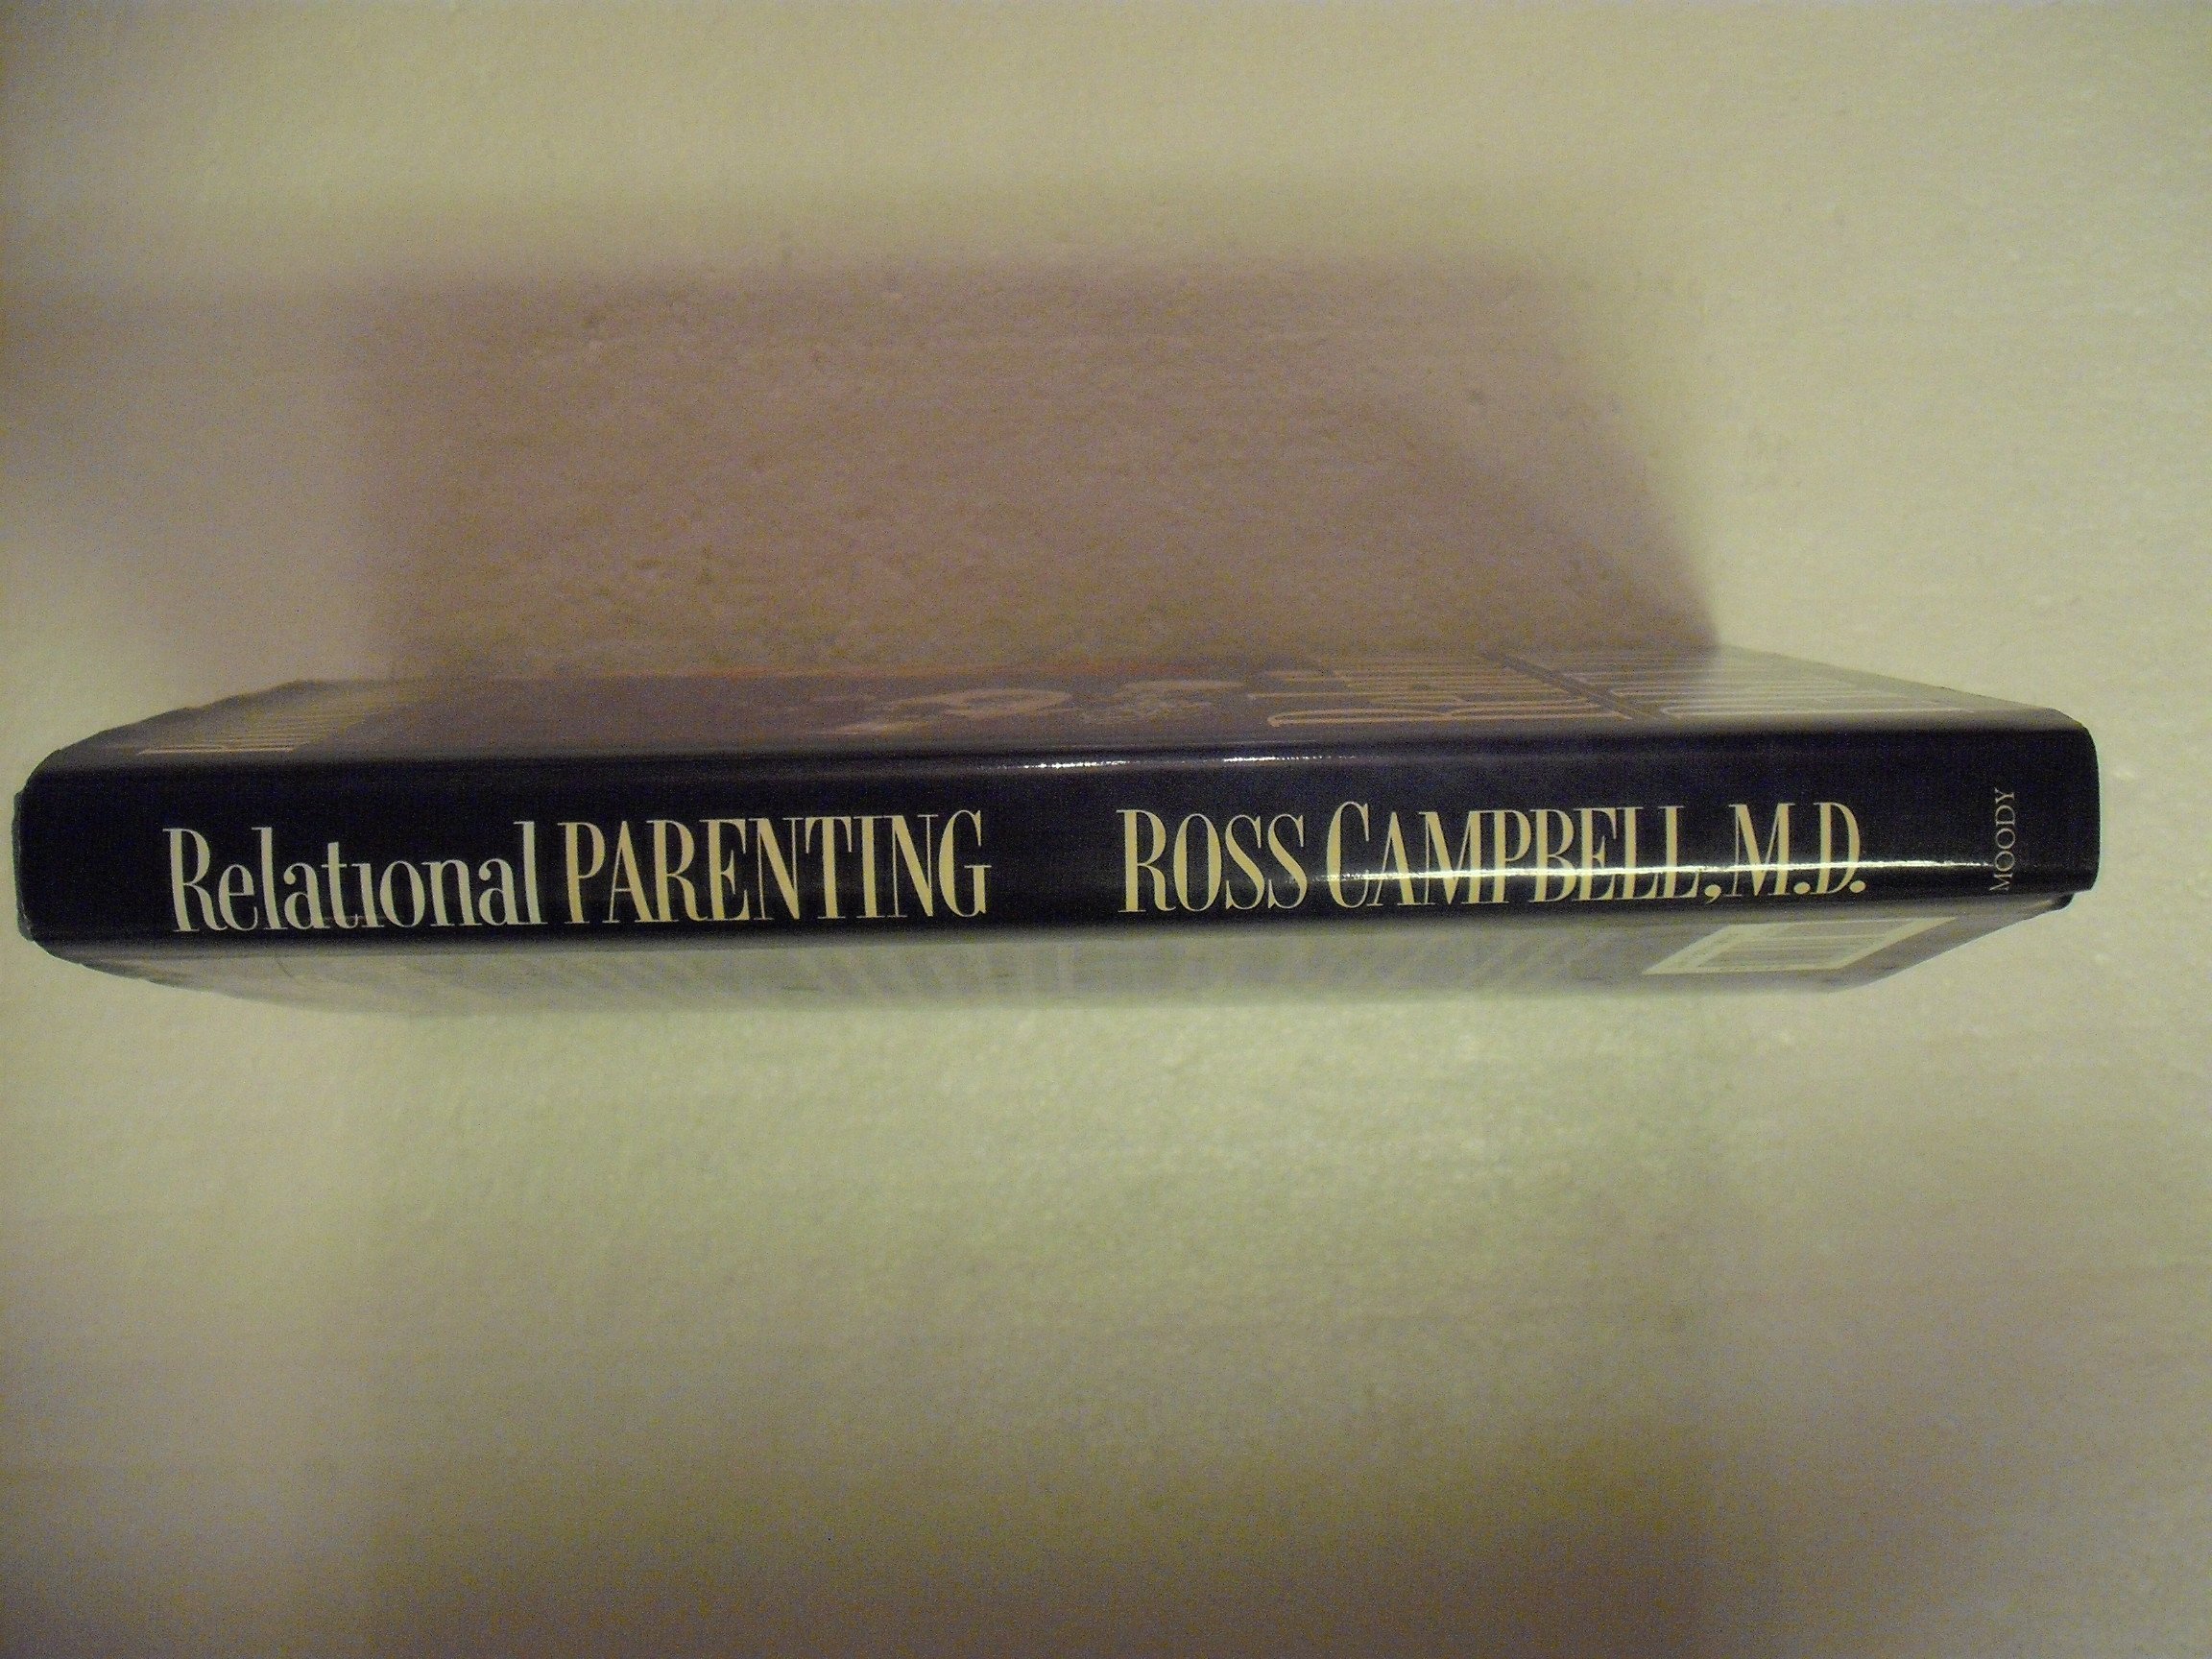 Relational PARENTING
ROSS CAMPBELL, M.D.
MOODY